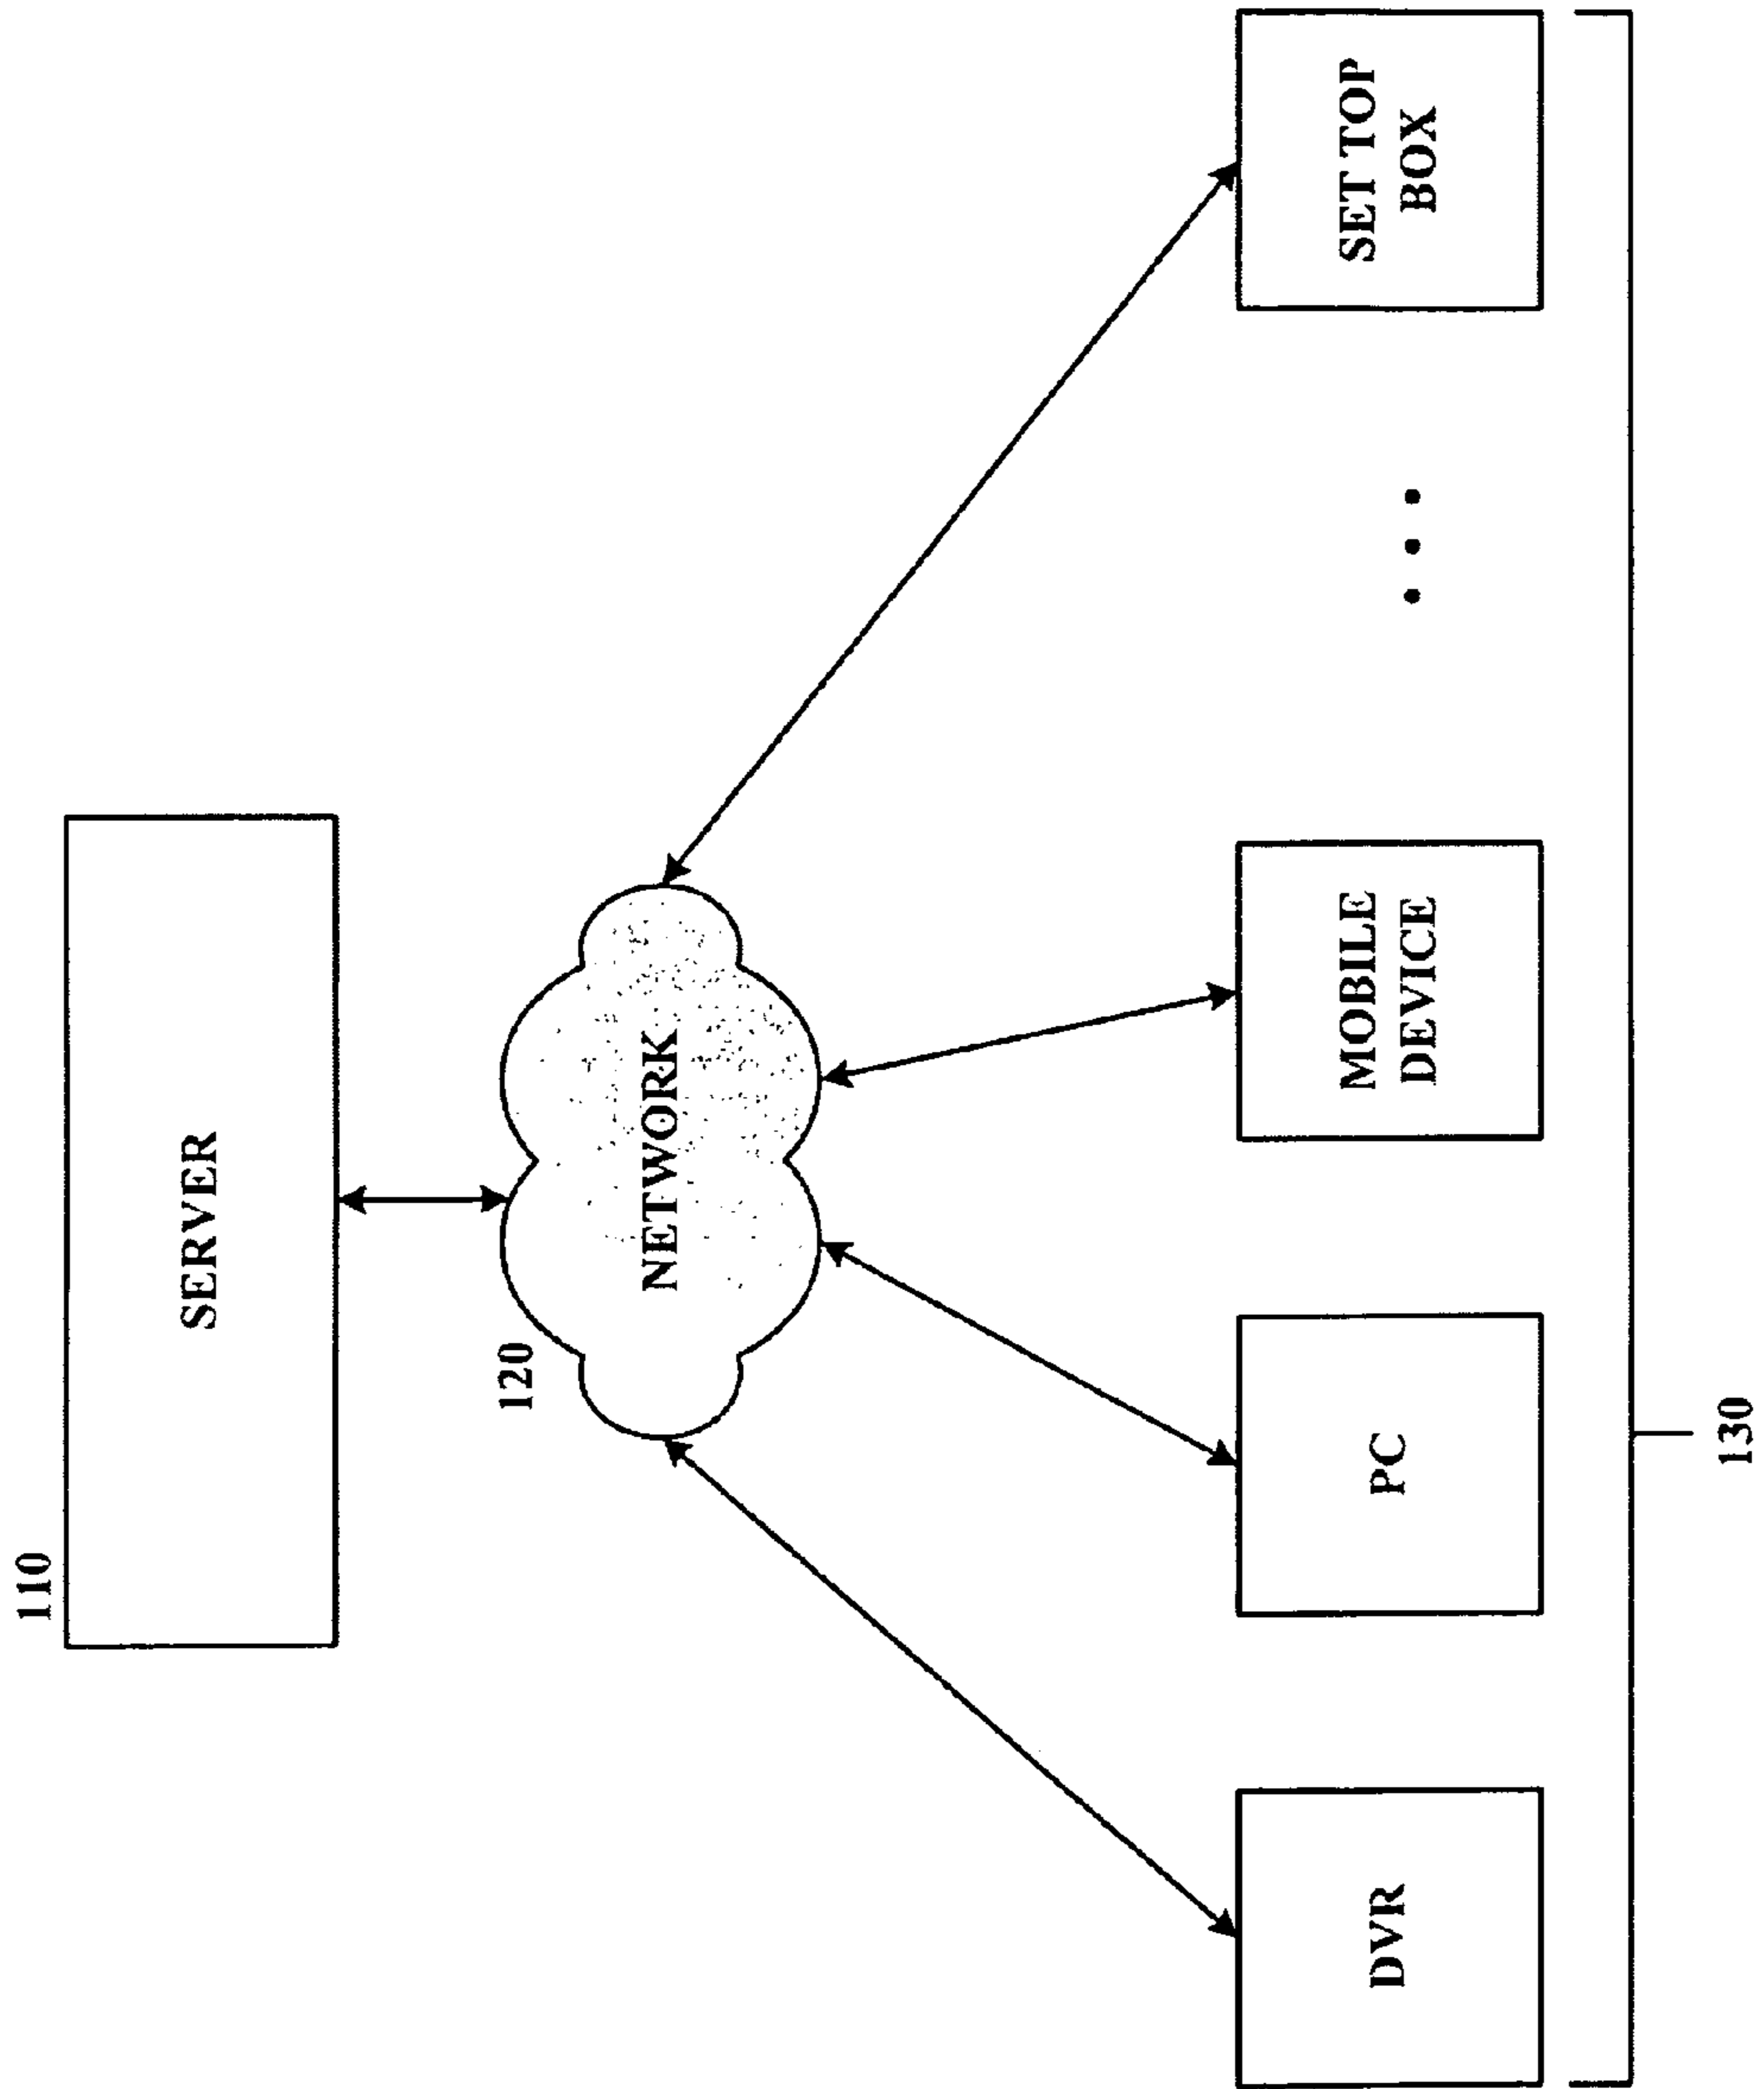 110
SERVER
120
NETWORK
DVR
PC
MOBILE
DEVICE
SET TOP
BOX
130